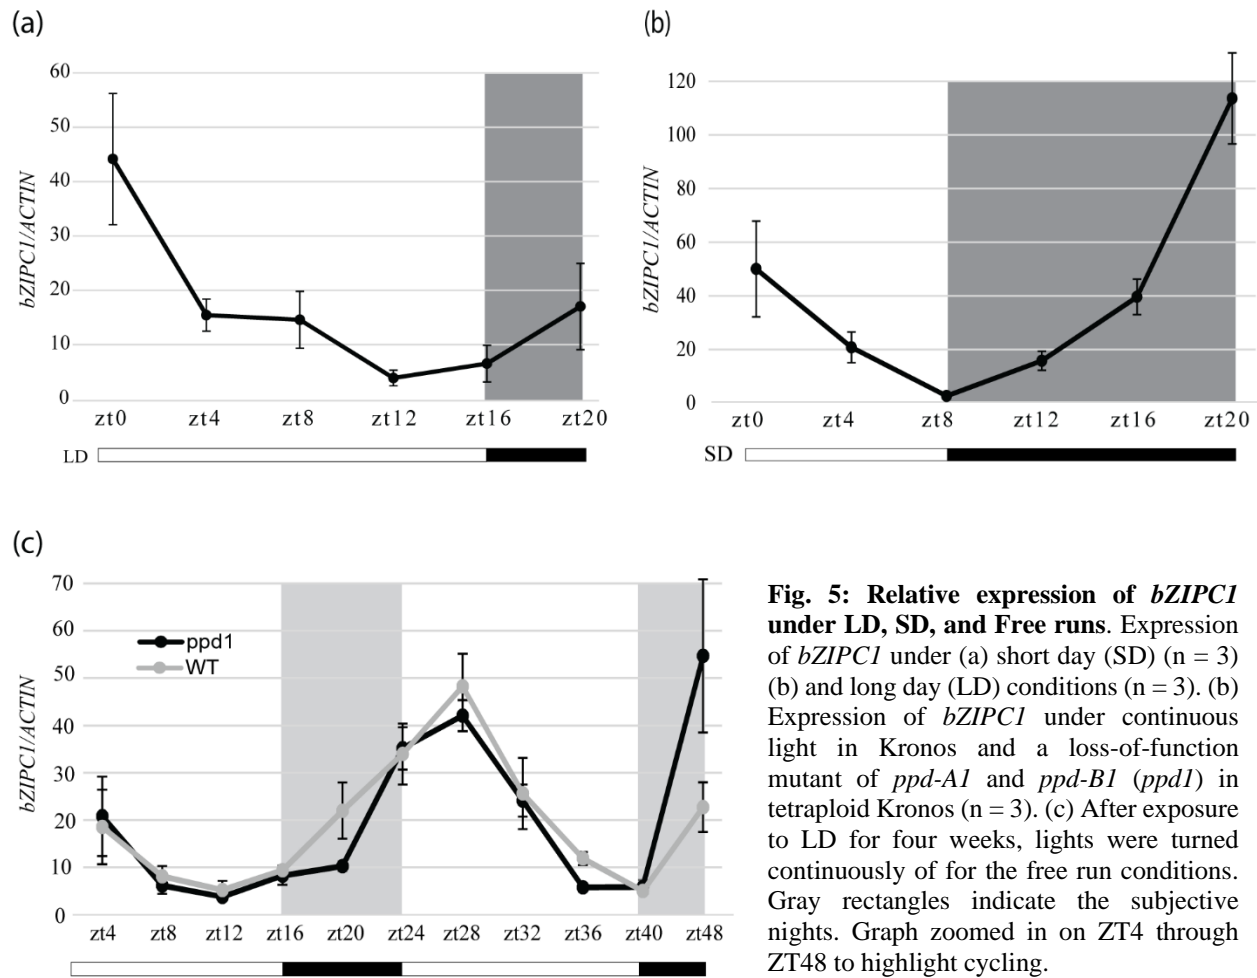 (a)
60
50
40
30
20
10
0
bZIPC1/ACTIN
zt0 zt4 zt8 zt12 zt16 zt20
LD
(b)
120
100
80
60
40
20
0
bZIPC1/ACTIN
zt0 zt4 zt8 zt12 zt16 zt20
SD
(c)
70
60
50
40
30
20
10
0
bZIPC1/ACTIN
ppd1
WT
zt4 zt8 zt12 zt16 zt20 zt24 zt28 zt32 zt36 zt40 zt48
Fig. 5: Relative expression of bZIPC1
under LD, SD, and Free runs. Expression
of bZIPC1 under (a) short day (SD) (n = 3)
(b) and long day (LD) conditions (n = 3). (b)
Expression of bZIPC1 under continuous
light in Kronos and a loss-of-function
mutant of ppd-A1 and ppd-B1 (ppd1) in
tetraploid Kronos (n = 3). (c) After exposure
to LD for four weeks, lights were turned
continuously of for the free run conditions.
Gray rectangles indicate the subjective
nights. Graph zoomed in on ZT4 through
ZT48 to highlight cycling.